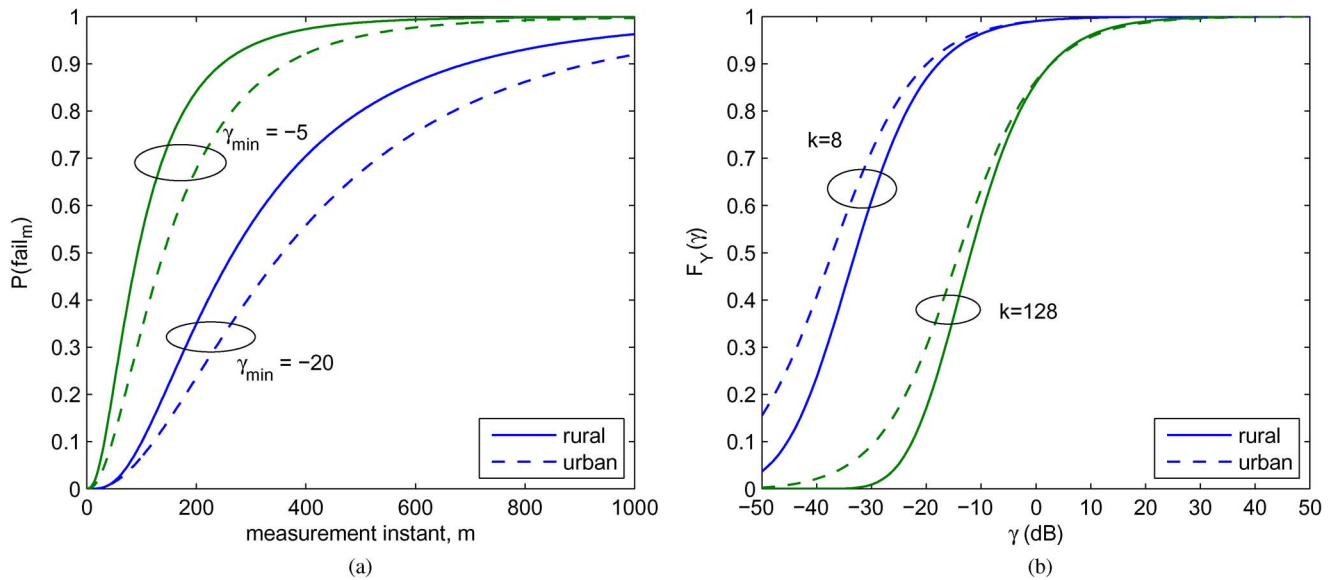 1
0.9
0.8
0.7
0.6
0.5
0.4
0.3
0.2
0.1
0
P(fail_m)
γ_min = −5
γ_min = −20
rural
urban
0 200 400 600 800 1000
measurement instant, m
(a)
1
0.9
0.8
0.7
0.6
0.5
0.4
0.3
0.2
0.1
0
F_Υ(γ)
k=8
k=128
rural
urban
−50 −40 −30 −20 −10 0 10 20 30 40 50
γ (dB)
(b)